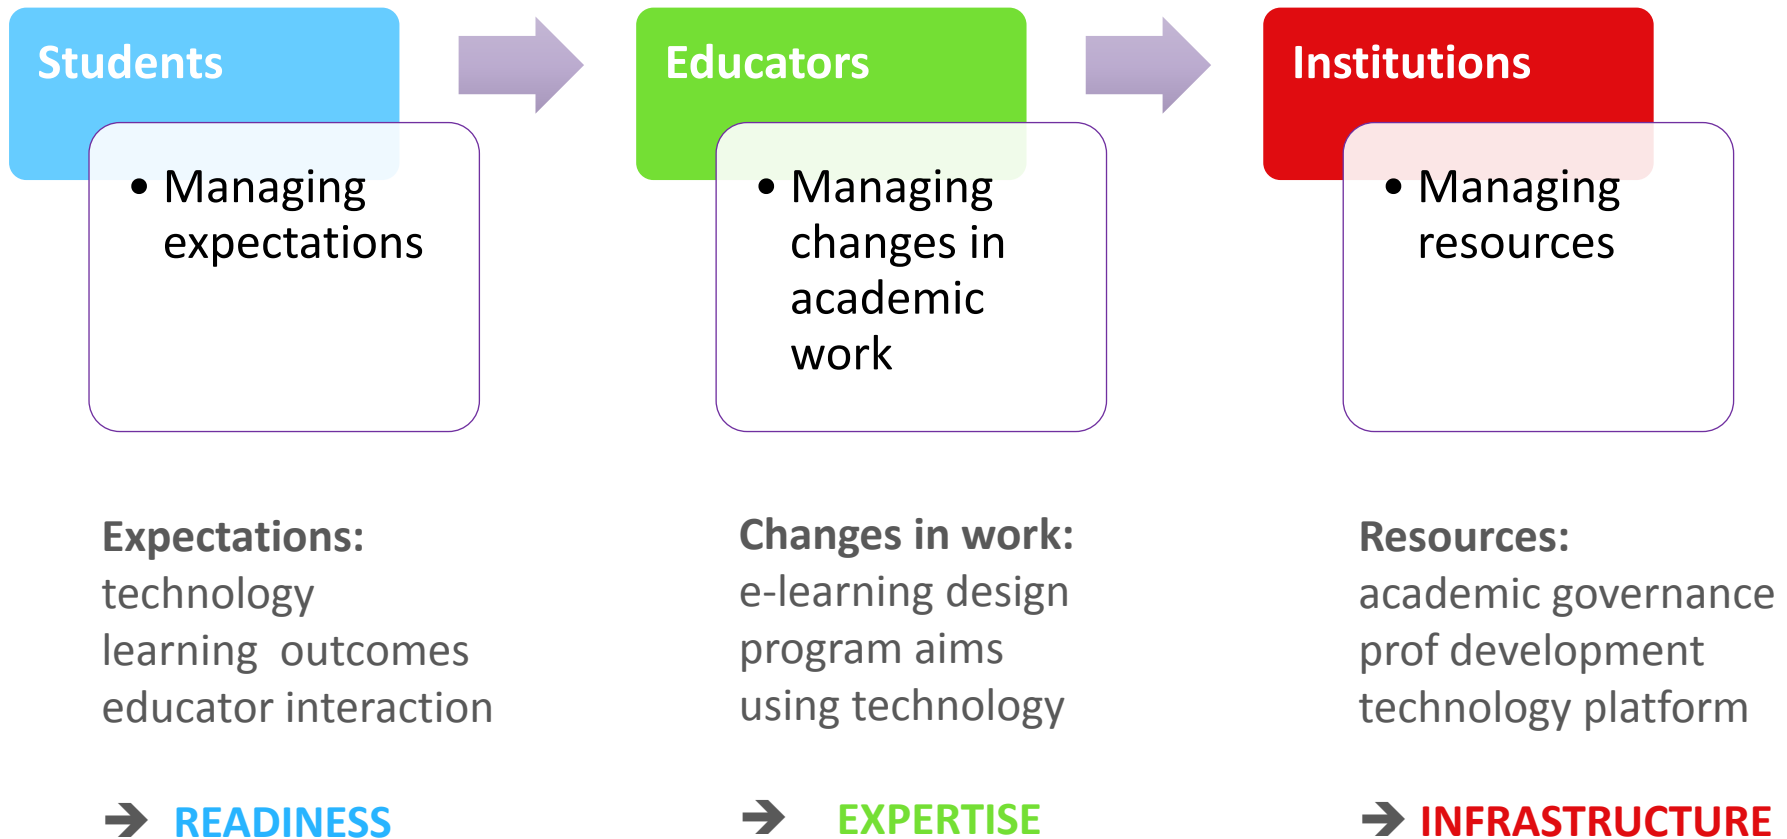 Students
• Managing
expectations
Educators
• Managing
changes in
academic
work
Institutions
• Managing
resources
Expectations:
technology
learning  outcomes
educator interaction
➔ READINESS
Changes in work:
e-learning design
program aims
using technology
➔ EXPERTISE
Resources:
academic governance
prof development
technology platform
➔ INFRASTRUCTURE